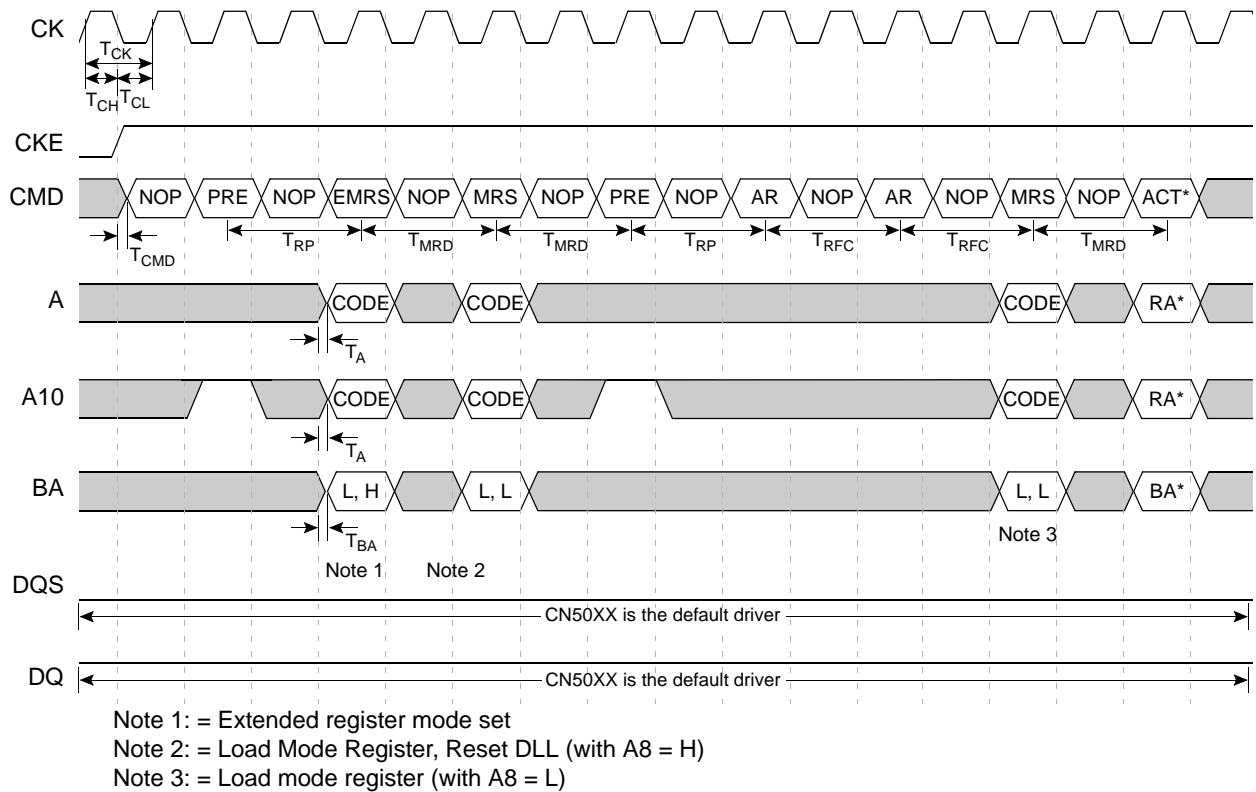 CK
T_CK
T_CH T_CL
CKE
CMD NOP PRE NOP EMRS NOP MRS NOP PRE NOP AR NOP AR NOP MRS NOP ACT*
T_CMD T_RP T_MRD T_MRD T_RP T_RFC T_RFC T_MRD
A CODE CODE CODE RA*
T_A
A10 CODE CODE CODE RA*
T_A
BA L, H L, L L, L BA*
T_BA Note 3
Note 1 Note 2
DQS
CN50XX is the default driver
DQ CN50XX is the default driver
Note 1: = Extended register mode set
Note 2: = Load Mode Register, Reset DLL (with A8 = H)
Note 3: = Load mode register (with A8 = L)